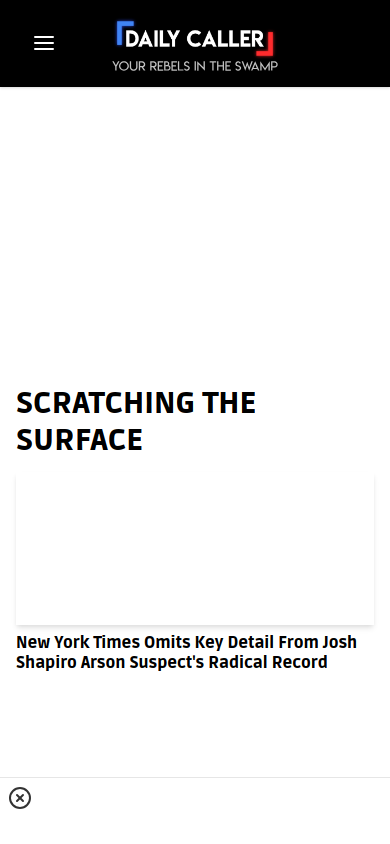 DAILY CALLER
YOUR REBELS IN THE SWAMP
SCRATCHING THE
SURFACE
New York Times Omits Key Detail From Josh
Shapiro Arson Suspect's Radical Record